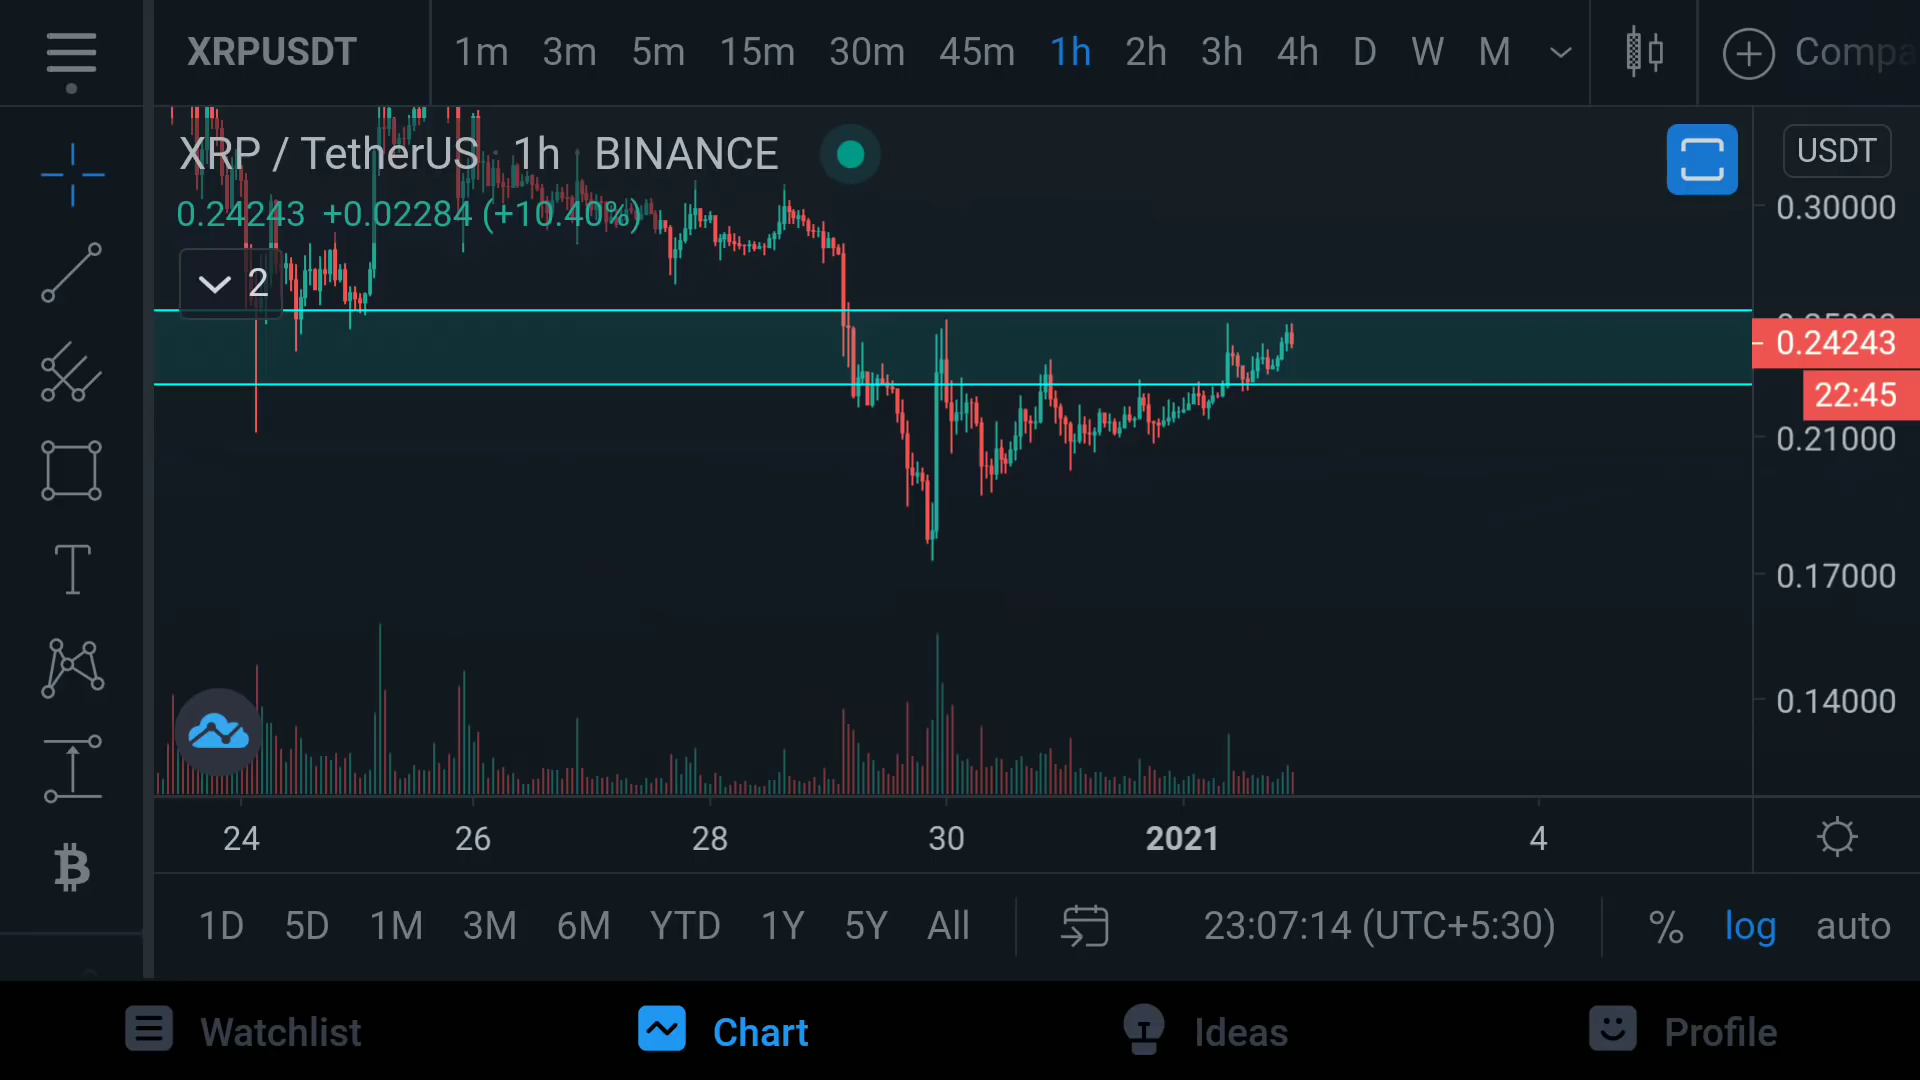 XRPUSDT 1m 3m 5m 15m 30m 45m 1h 2h 3h 4h D W M
XRP / TetherUS · 1h · BINANCE
USDT
0.24243 +0.02284 (+10.40%)
0.30000
2
0.24243
22:45
0.21000
0.17000
0.14000
24 26 28 30 2021 4
1D 5D 1M 3M 6M YTD 1Y 5Y All 23:07:14 (UTC+5:30) % log auto
Watchlist Chart Ideas Profile